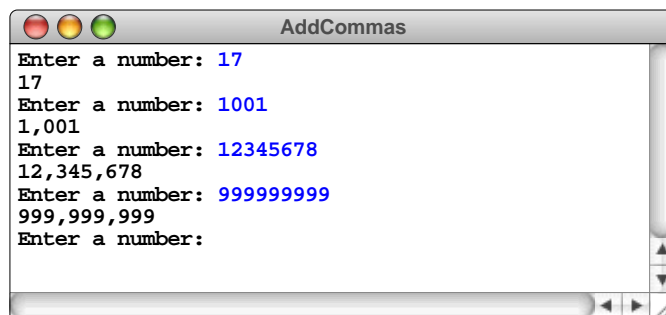 AddCommas
Enter a number: 17
17
Enter a number: 1001
1,001
Enter a number: 12345678
12,345,678
Enter a number: 999999999
999,999,999
Enter a number: